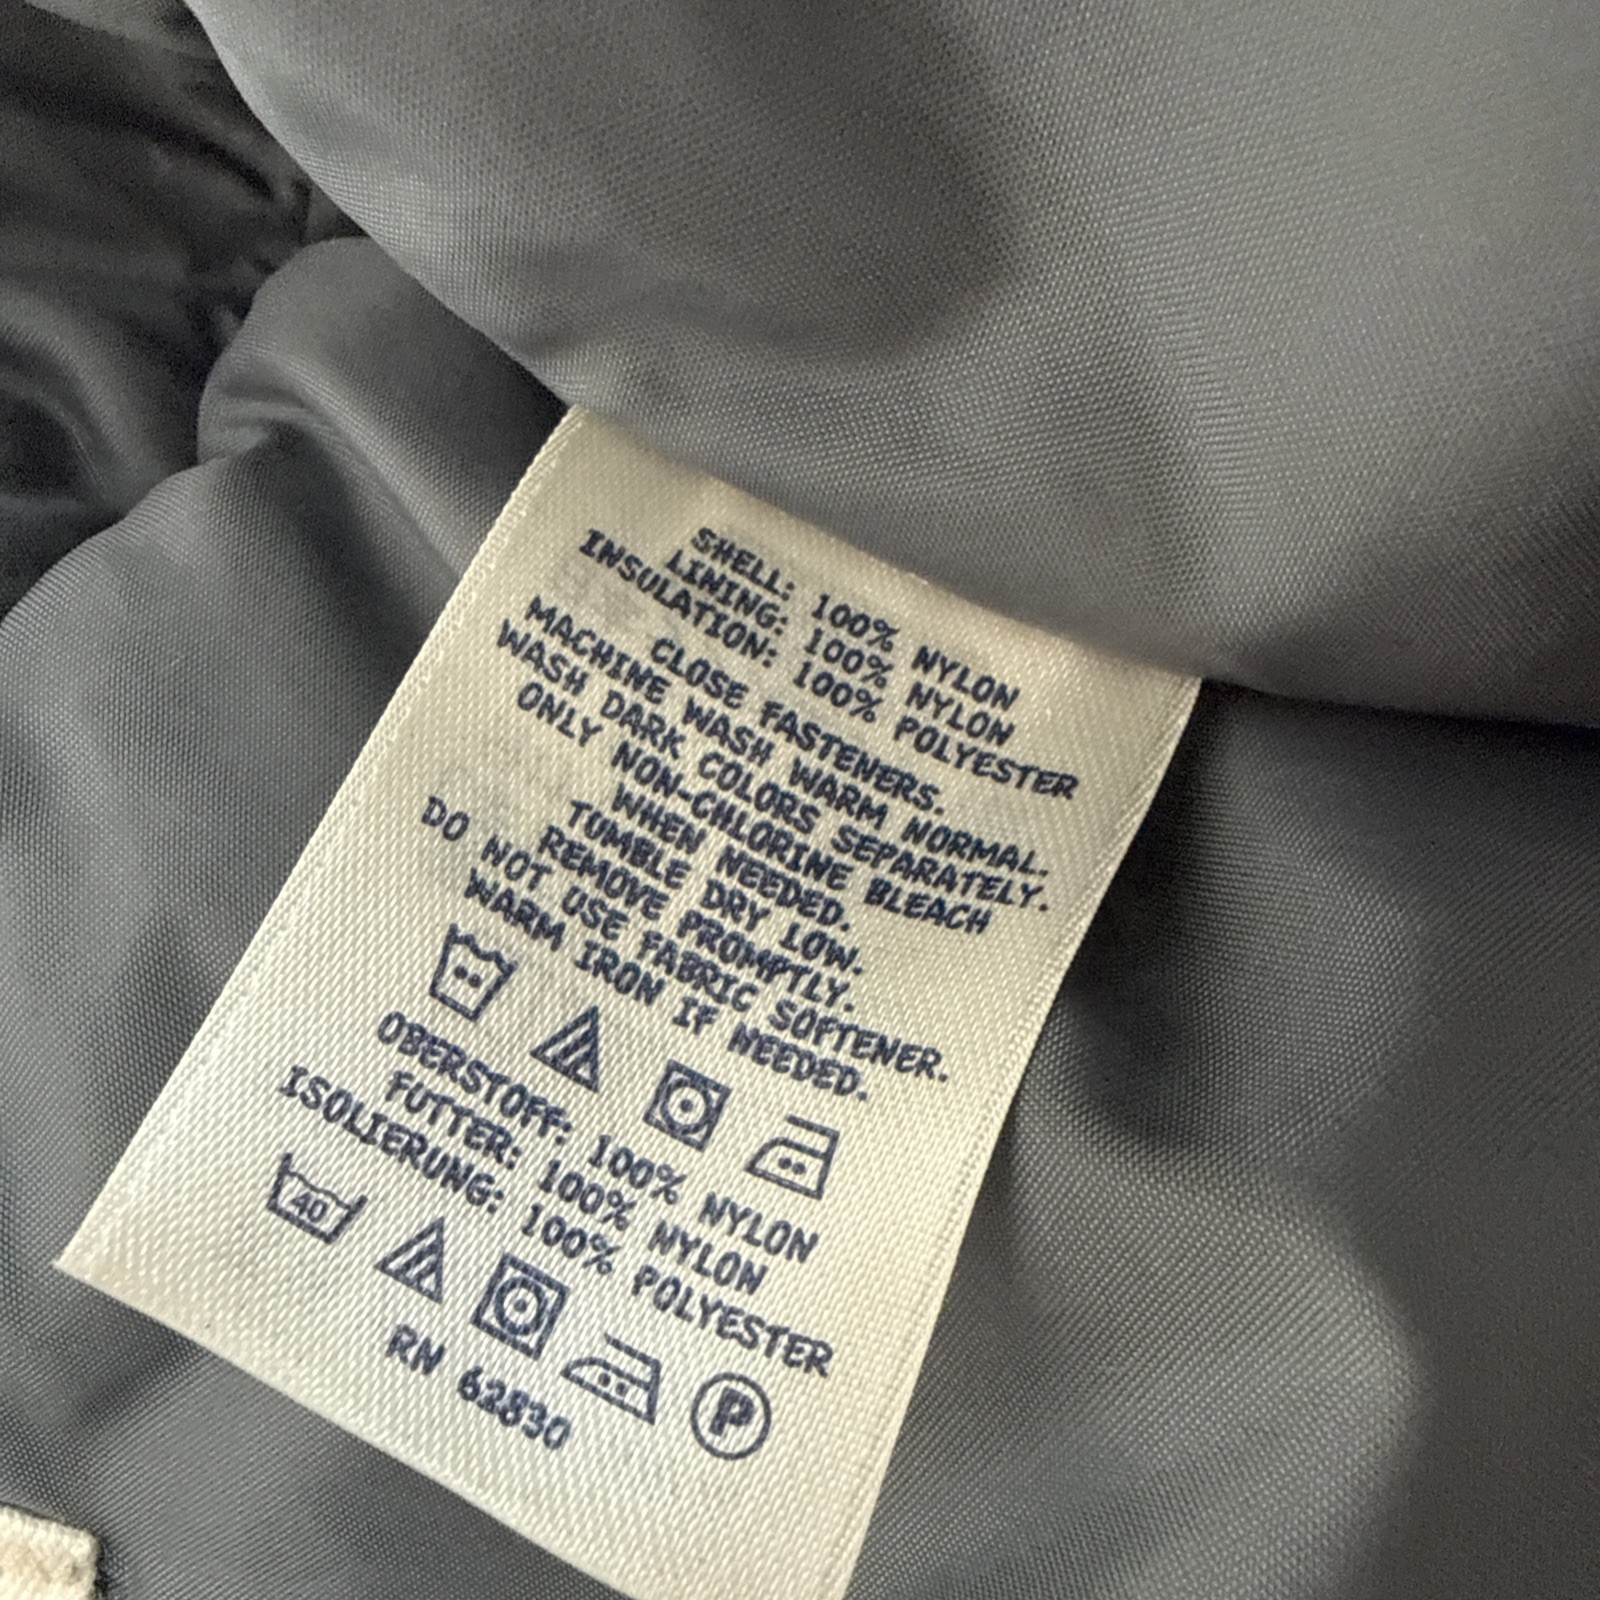 SHELL: 100% NYLON
LINING: 100% NYLON
INSULATION: 100% POLYESTER
CLOSE FASTENERS.
MACHINE WASH WARM NORMAL.
WASH DARK COLORS SEPARATELY.
ONLY NON-CHLORINE BLEACH
WHEN NEEDED.
TUMBLE DRY LOW.
REMOVE PROMPTLY.
DO NOT USE FABRIC SOFTENER.
WARM IRON IF NEEDED.
OBERSTOFF: 100% NYLON
FUTTER: 100% NYLON
ISOLIERUNG: 100% POLYESTER
40 P
RN 62830